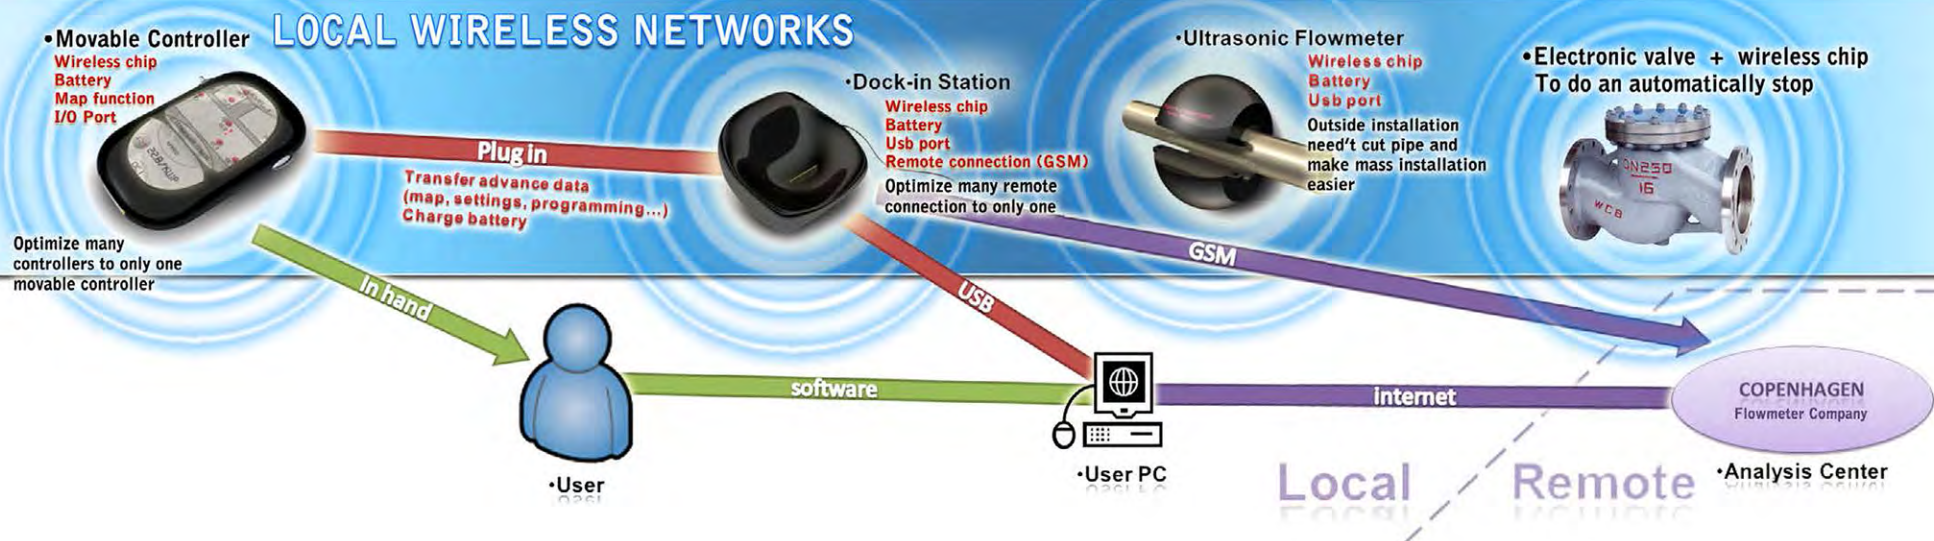 LOCAL WIRELESS NETWORKS
•Movable Controller
Wireless chip
Battery
Map function
I/O Port
Optimize many
controllers to only one
movable controller
Plug in
Transfer advance data
(map, settings, programming...)
Charge battery
•Dock-in Station
Wireless chip
Battery
Usb port
Remote connection (GSM)
Optimize many remote
connection to only one
•Ultrasonic Flowmeter
Wireless chip
Battery
Usb port
Outside installation
need't cut pipe and
make mass installation
easier
•Electronic valve + wireless chip
To do an automatically stop
DN250
16
WCB
In hand
USB
GSM
software
internet
•User
•User PC
COPENHAGEN
Flowmeter Company
•Analysis Center
Local
Remote